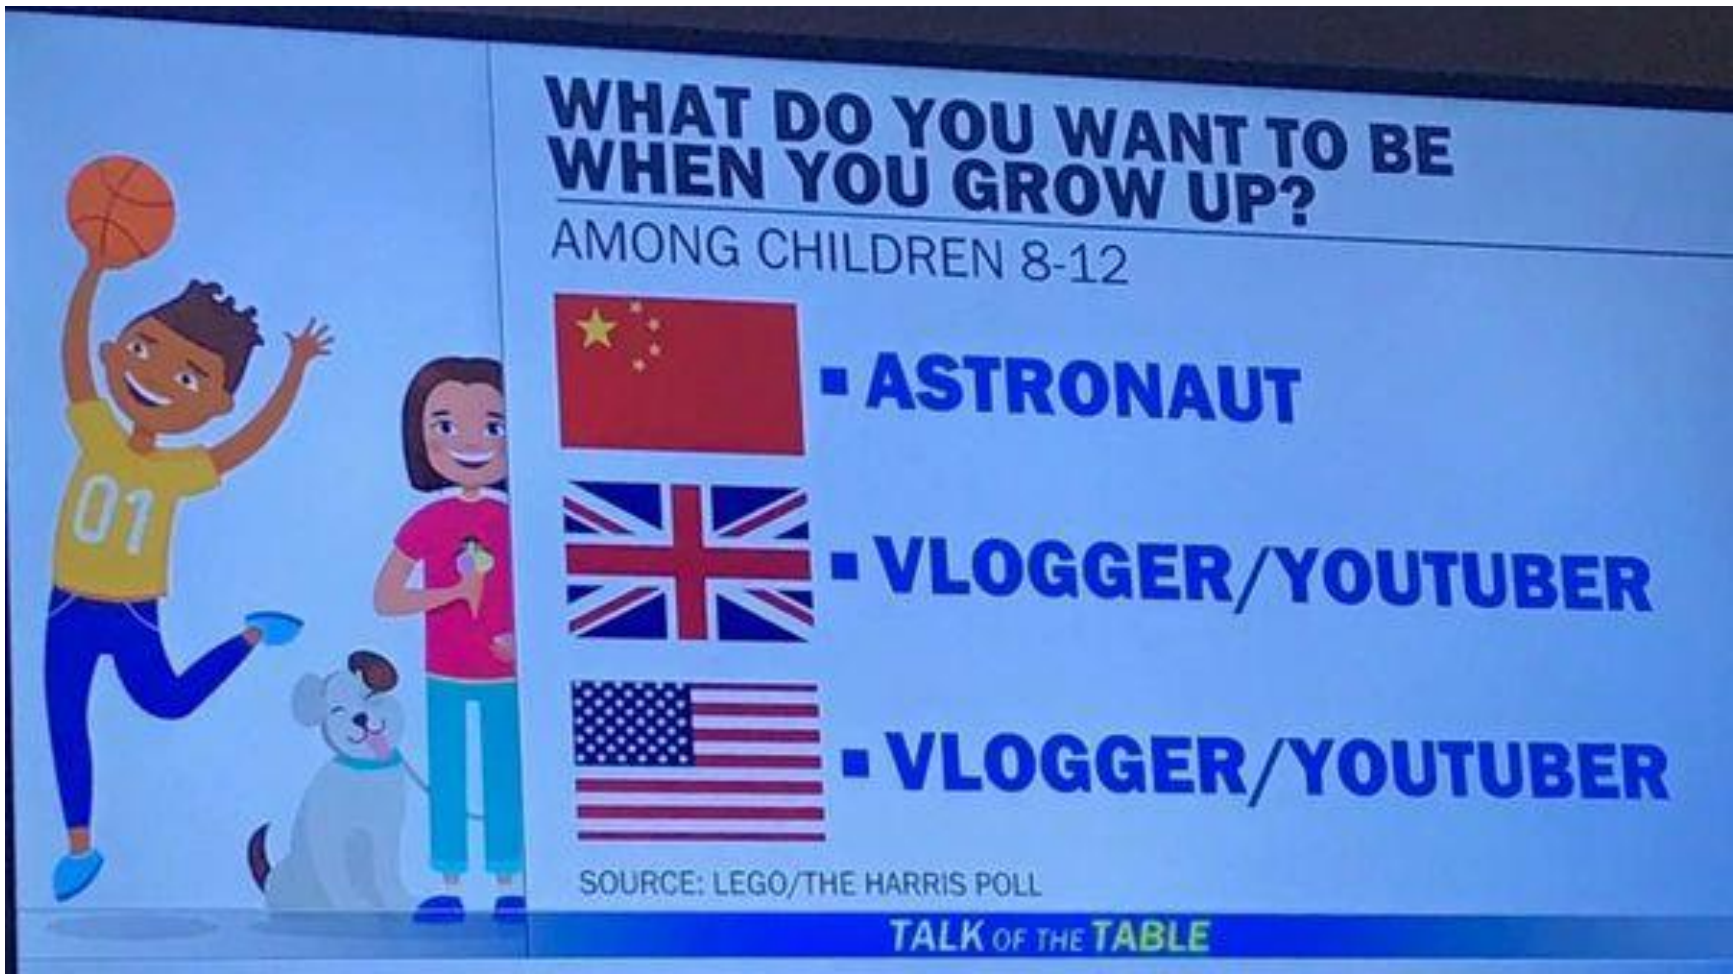 WHAT DO YOU WANT TO BE
WHEN YOU GROW UP?
AMONG CHILDREN 8-12
▪ ASTRONAUT
▪ VLOGGER/YOUTUBER
▪ VLOGGER/YOUTUBER
SOURCE: LEGO/THE HARRIS POLL
TALK OF THE TABLE
01